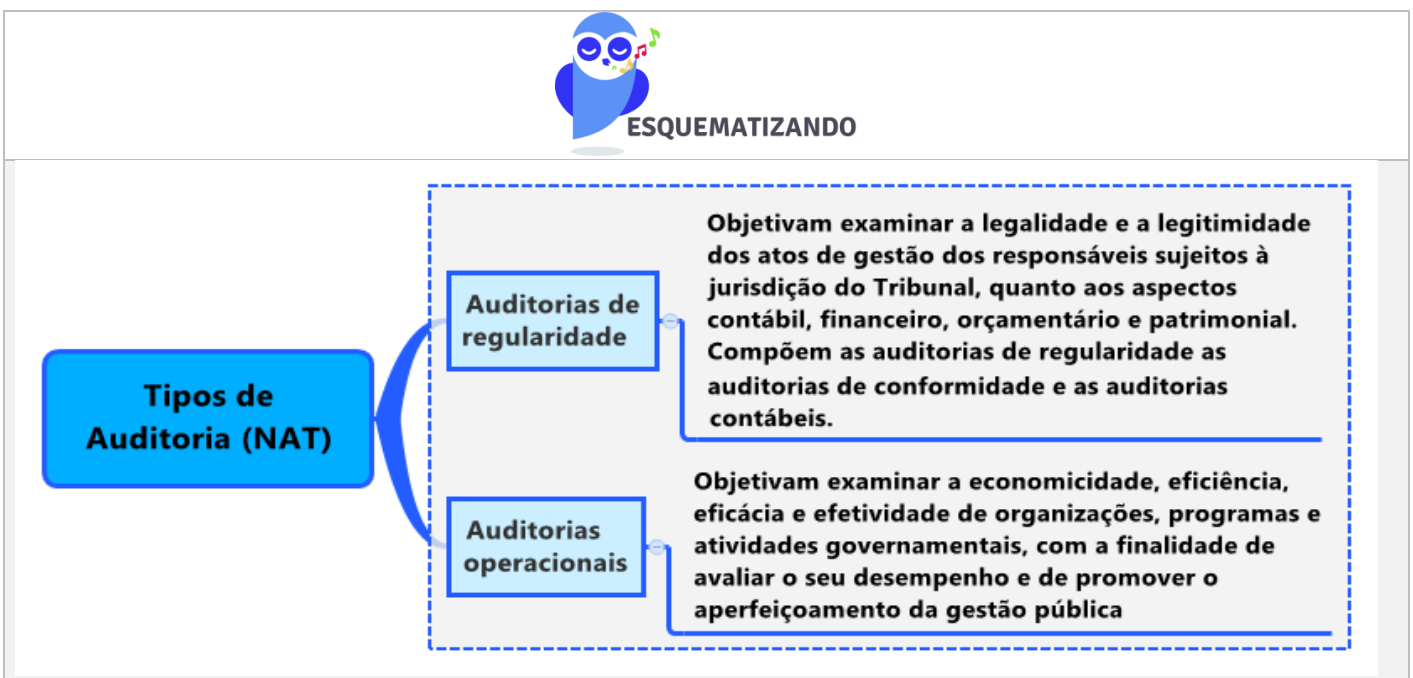 ESQUEMATIZANDO
Tipos de
Auditoria (NAT)
Auditorias de
regularidade
Objetivam examinar a legalidade e a legitimidade
dos atos de gestão dos responsáveis sujeitos à
jurisdição do Tribunal, quanto aos aspectos
contábil, financeiro, orçamentário e patrimonial.
Compõem as auditorias de regularidade as
auditorias de conformidade e as auditorias
contábeis.
Auditorias
operacionais
Objetivam examinar a economicidade, eficiência,
eficácia e efetividade de organizações, programas e
atividades governamentais, com a finalidade de
avaliar o seu desempenho e de promover o
aperfeiçoamento da gestão pública